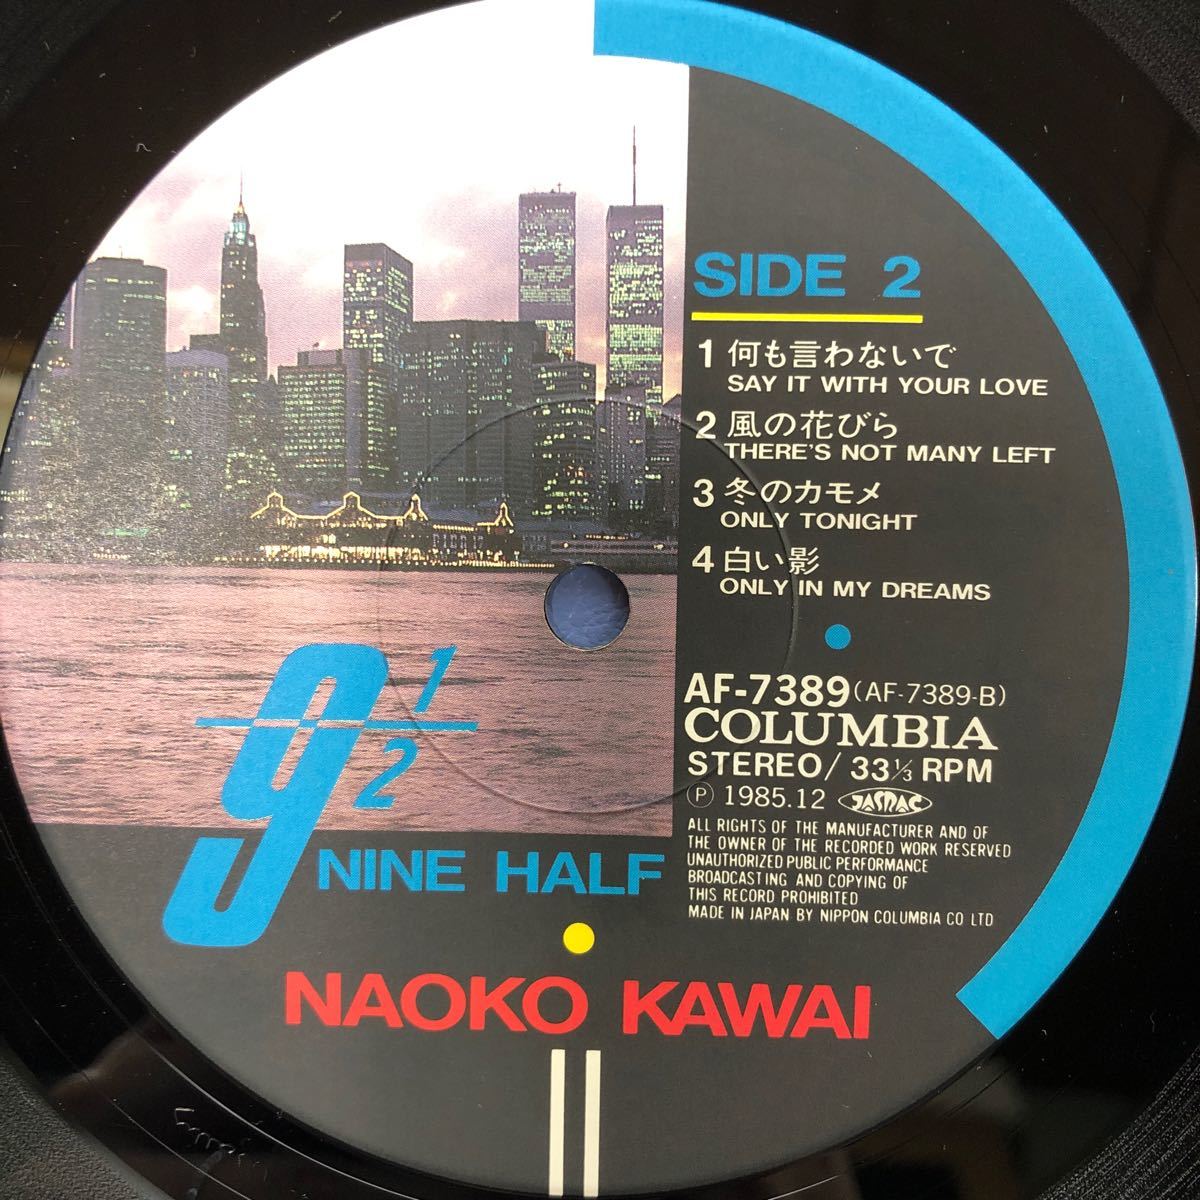 SIDE 2
1 何も言わないで
SAY IT WITH YOUR LOVE
2 風の花びら
THERE'S NOT MANY LEFT
3 冬のカモメ
ONLY TONIGHT
4 白い影
ONLY IN MY DREAMS
AF-7389(AF-7389-B)
COLUMBIA
STEREO/33⅓ RPM
Ⓟ 1985.12 JASRAC
ALL RIGHTS OF THE MANUFACTURER AND OF
THE OWNER OF THE RECORDED WORK RESERVED
UNAUTHORIZED PUBLIC PERFORMANCE
BROADCASTING AND COPYING OF
THIS RECORD PROHIBITED
MADE IN JAPAN BY NIPPON COLUMBIA CO LTD
9 1/2
NINE HALF
NAOKO KAWAI